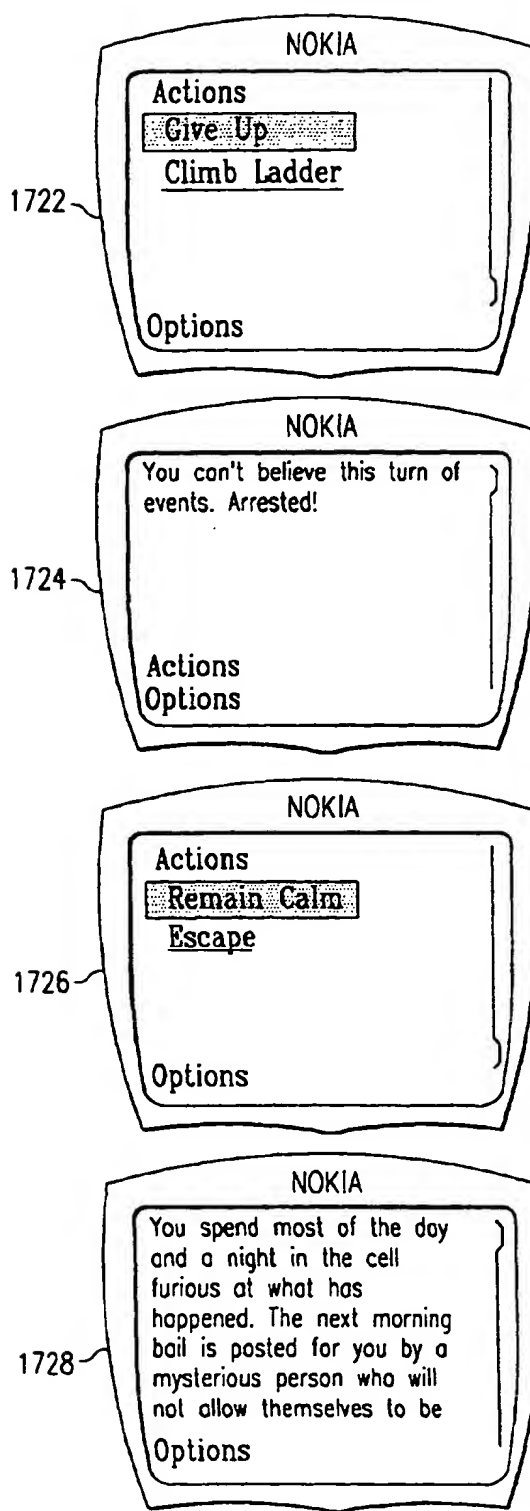 NOKIA
Actions
Give Up
Climb Ladder
1722
Options
NOKIA
You can't believe this turn of
events. Arrested!
1724
Actions
Options
NOKIA
Actions
Remain Calm
Escape
1726
Options
NOKIA
You spend most of the day
and a night in the cell
furious at what has
happened. The next morning
bail is posted for you by a
1728
mysterious person who will
not allow themselves to be
Options